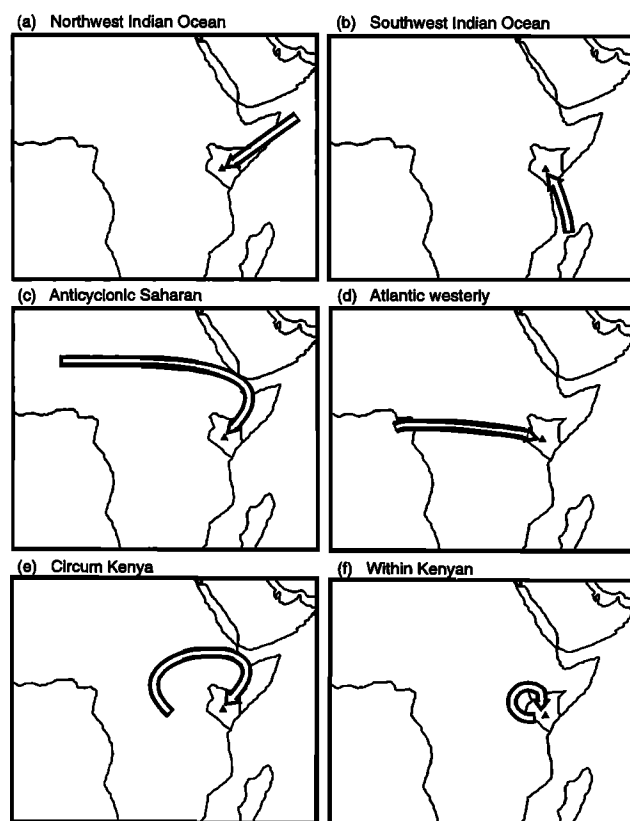 (a) Northwest Indian Ocean
(b) Southwest Indian Ocean
(c) Anticyclonic Saharan
(d) Atlantic westerly
(e) Circum Kenya
(f) Within Kenyan